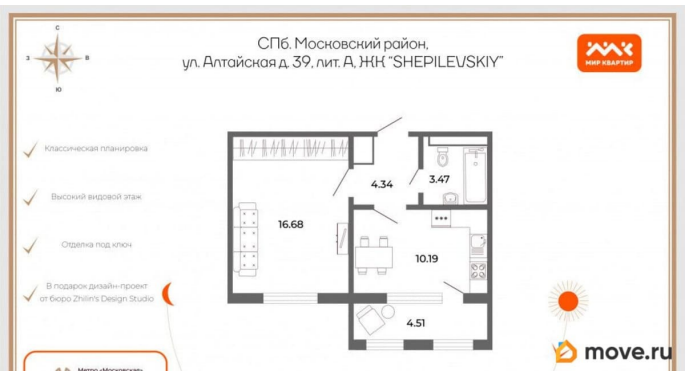 СПб. Московский район,
ул. Алтайская д. 39, лит. А, ЖК "SHEPILEVSKIY"
МИР КВАРТИР
С
З
В
Ю
Классическая планировка
Высокий видовой этаж
Отделка под ключ
В подарок дизайн-проект
от бюро Zhilin's Design Studio
4.34
3.47
16.68
10.19
4.51
Метро «Московская»
move.ru